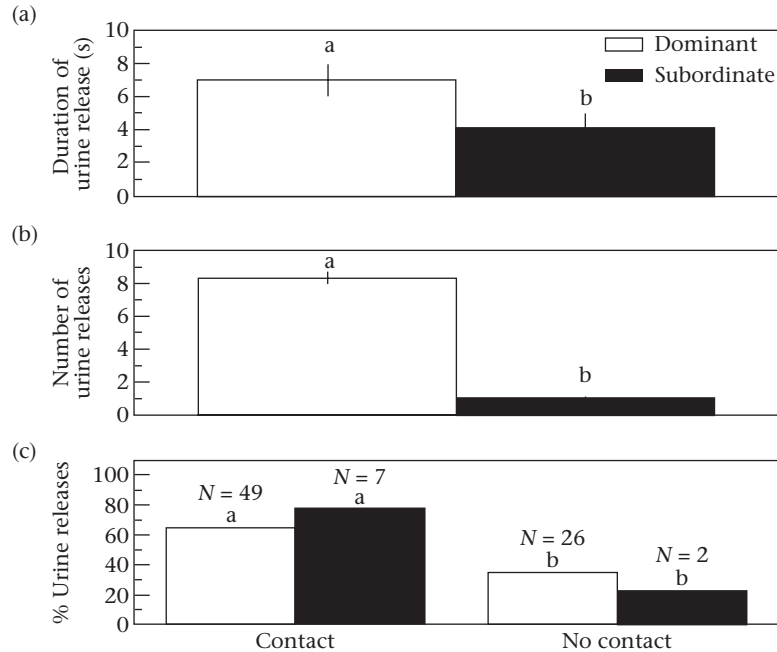 (a)
Duration of
urine release (s)
10
8
6
4
2
0
a
b
Dominant
Subordinate
(b)
Number of
urine releases
10
8
6
4
2
0
a
b
(c)
% Urine releases
100
80
60
40
20
0
N = 49
a
N = 7
a
N = 26
b
N = 2
b
Contact
No contact